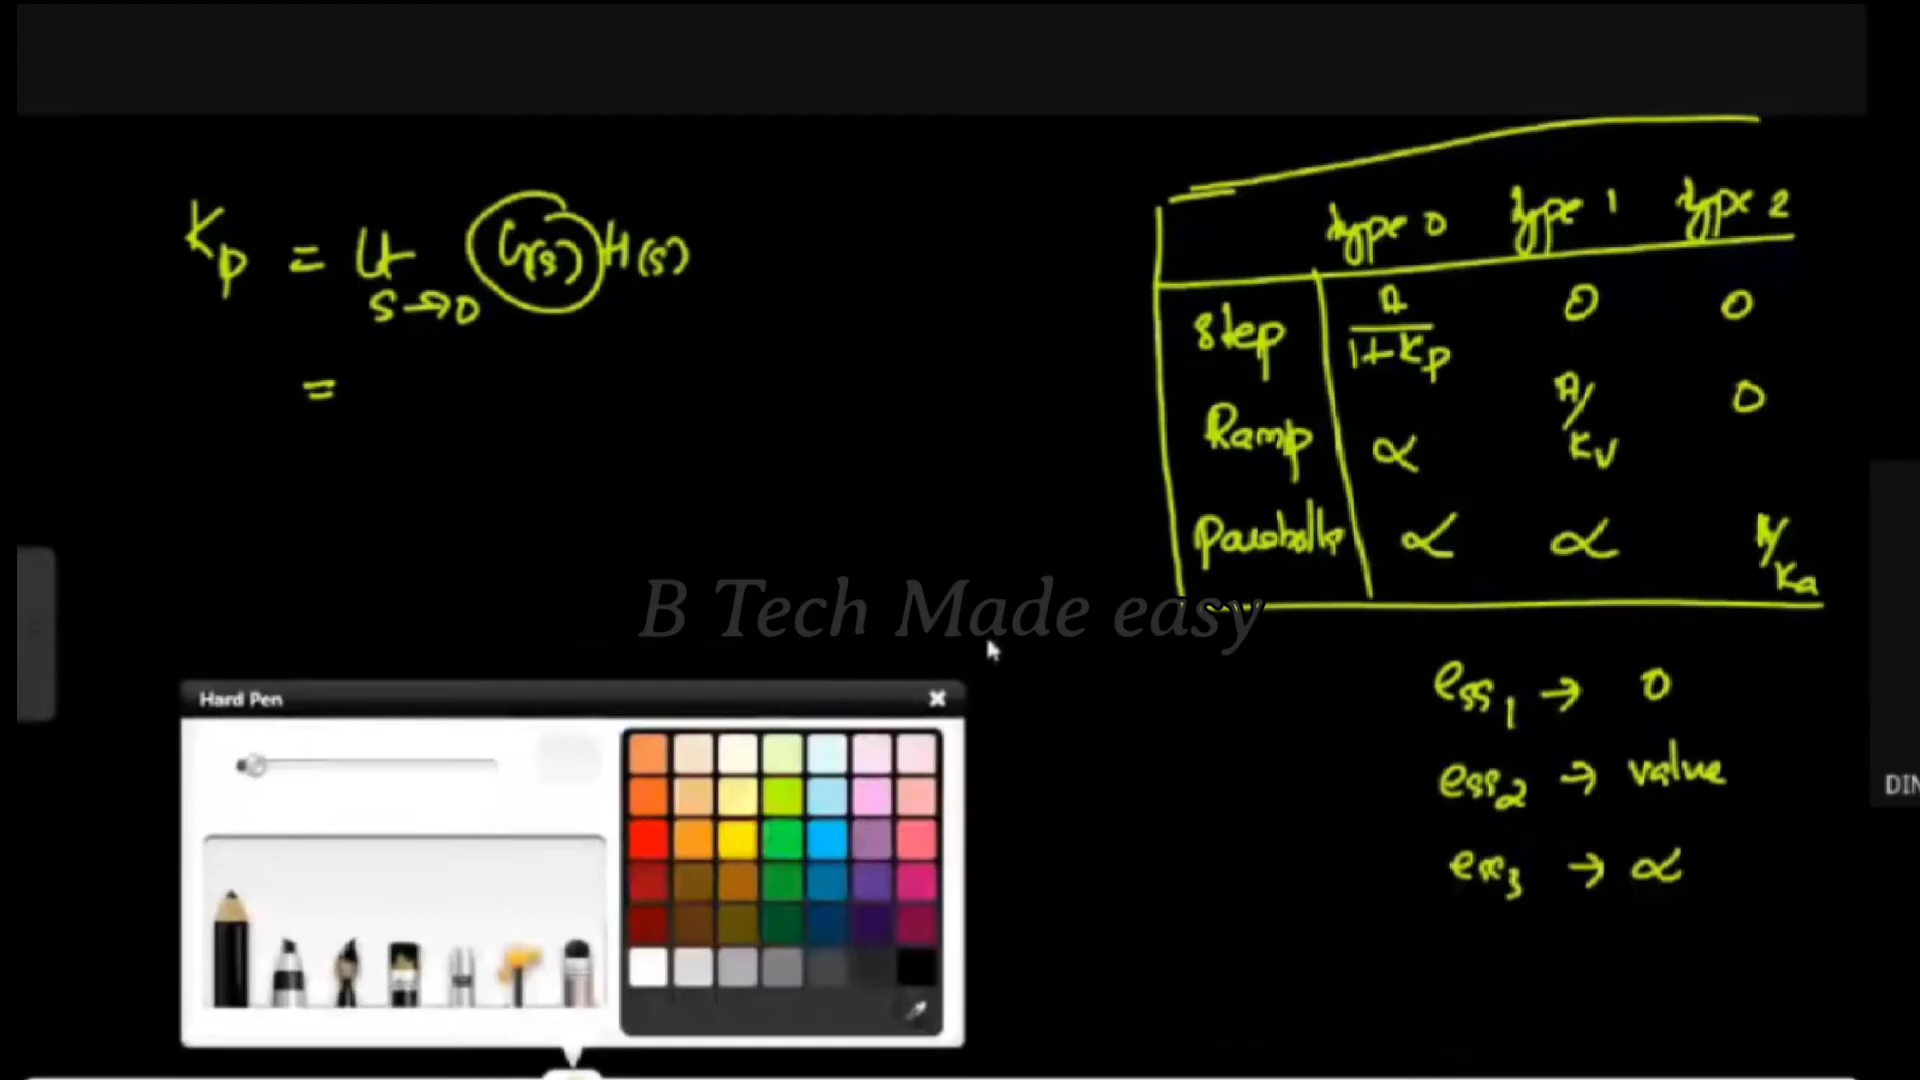 Kp = Lt G(s) H(s)
s→0
=
type 0 type 1 type 2
Step A/1+Kp 0 0
Ramp ∝ A/Kv 0
∝ ∝ A/Ka
ess1 → 0
ess2 → value
ess3 → ∝
B Tech Made easy
Hard Pen
DIN